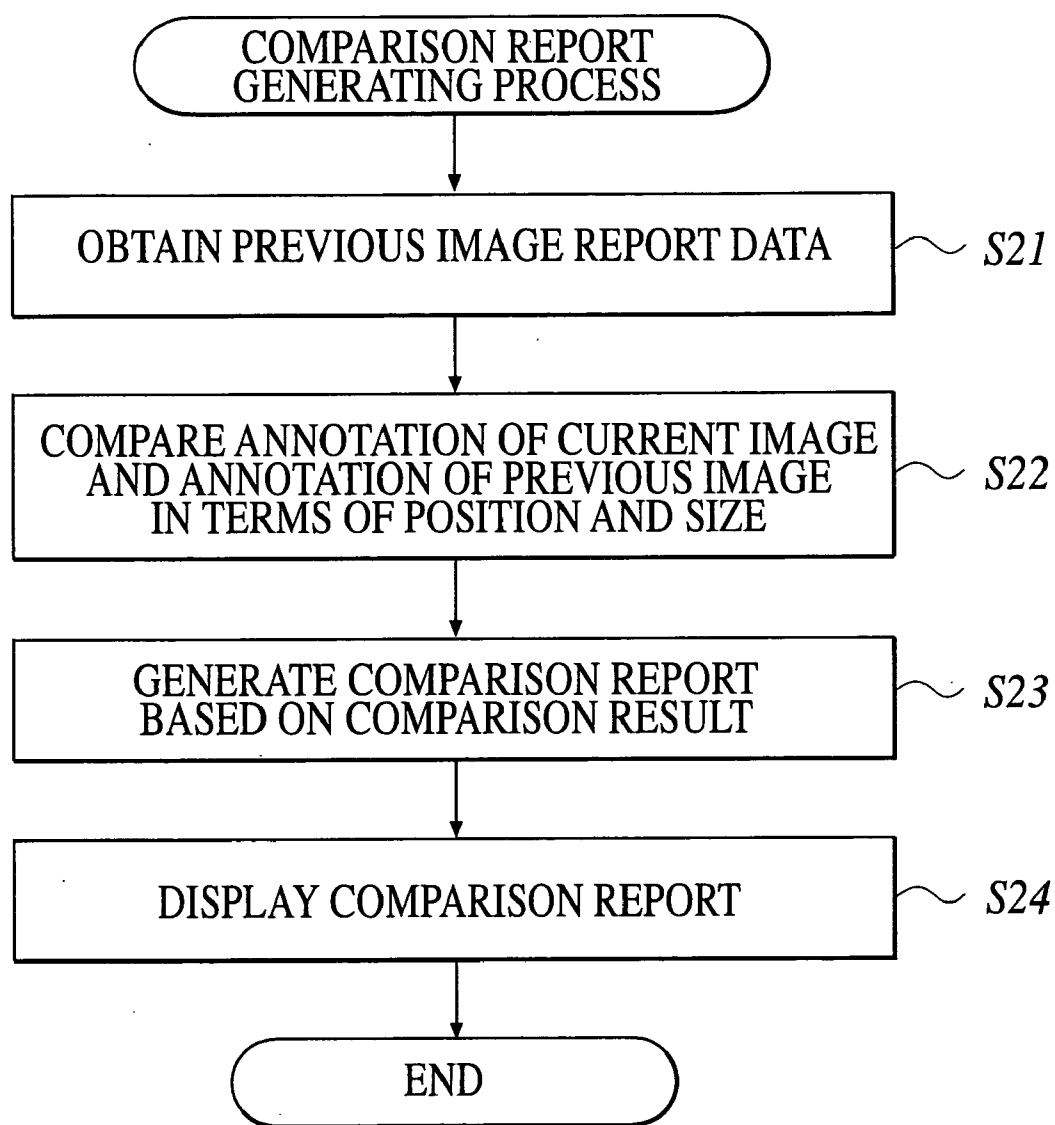 COMPARISON REPORT
GENERATING PROCESS
OBTAIN PREVIOUS IMAGE REPORT DATA
S21
COMPARE ANNOTATION OF CURRENT IMAGE
AND ANNOTATION OF PREVIOUS IMAGE
IN TERMS OF POSITION AND SIZE
S22
GENERATE COMPARISON REPORT
BASED ON COMPARISON RESULT
S23
DISPLAY COMPARISON REPORT
S24
END